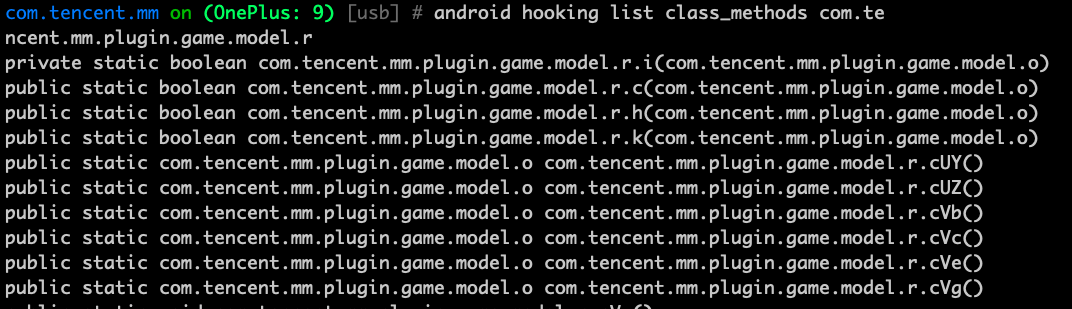 com.tencent.mm on (OnePlus: 9) [usb] # android hooking list class_methods com.te
ncent.mm.plugin.game.model.r
private static boolean com.tencent.mm.plugin.game.model.r.i(com.tencent.mm.plugin.game.model.o)
public static boolean com.tencent.mm.plugin.game.model.r.c(com.tencent.mm.plugin.game.model.o)
public static boolean com.tencent.mm.plugin.game.model.r.h(com.tencent.mm.plugin.game.model.o)
public static boolean com.tencent.mm.plugin.game.model.r.k(com.tencent.mm.plugin.game.model.o)
public static com.tencent.mm.plugin.game.model.o com.tencent.mm.plugin.game.model.r.cUY()
public static com.tencent.mm.plugin.game.model.o com.tencent.mm.plugin.game.model.r.cUZ()
public static com.tencent.mm.plugin.game.model.o com.tencent.mm.plugin.game.model.r.cVb()
public static com.tencent.mm.plugin.game.model.o com.tencent.mm.plugin.game.model.r.cVc()
public static com.tencent.mm.plugin.game.model.o com.tencent.mm.plugin.game.model.r.cVe()
public static com.tencent.mm.plugin.game.model.o com.tencent.mm.plugin.game.model.r.cVg()